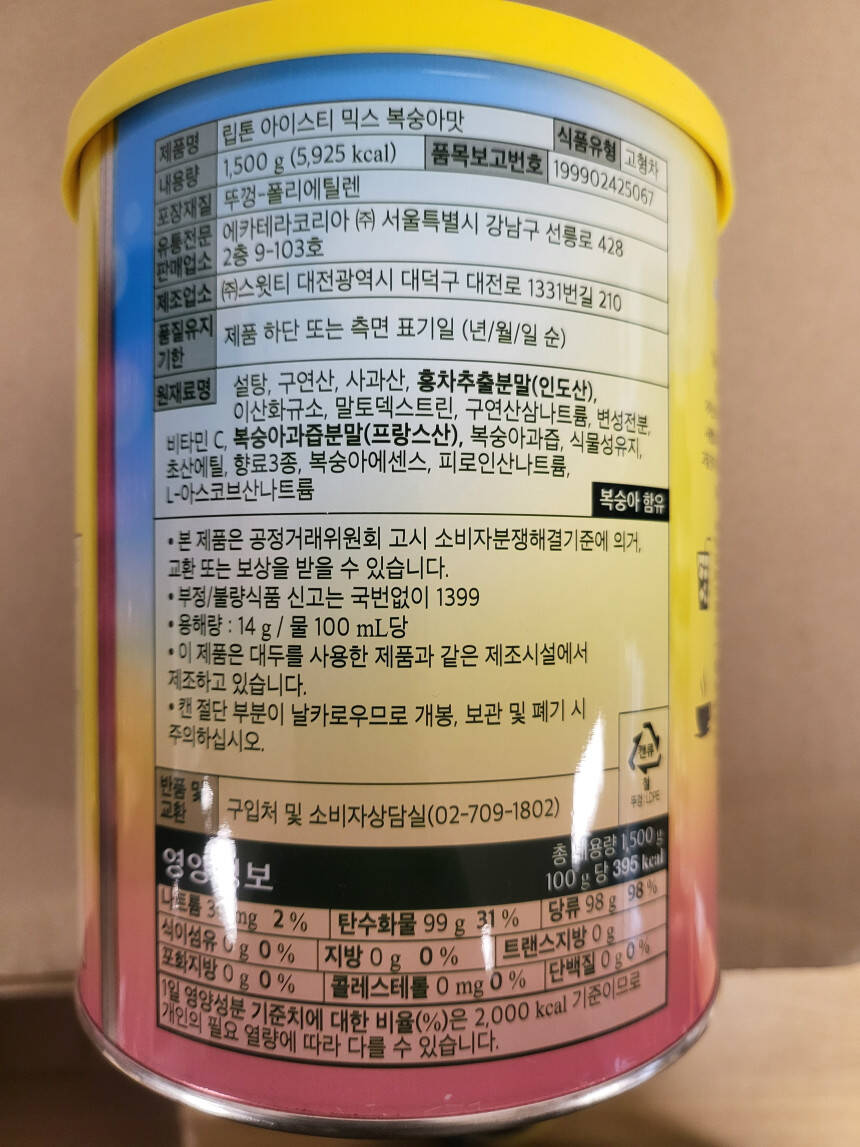 제품명 립톤 아이스티 믹스 복숭아맛 식품유형 고형차
내용량 1,500 g (5,925 kcal) 품목보고번호 199902425067
포장재질 뚜껑-폴리에틸렌
유통전문판매업소 에카테라코리아 ㈜ 서울특별시 강남구 선릉로 428
2층 9-103호
제조업소 ㈜스윗티 대전광역시 대덕구 대전로 1331번길 210
품질유지기한 제품 하단 또는 측면 표기일 (년/월/일 순)
원재료명 설탕, 구연산, 사과산, 홍차추출분말(인도산),
이산화규소, 말토덱스트린, 구연산삼나트륨, 변성전분,
비타민 C, 복숭아과즙분말(프랑스산), 복숭아과즙, 식물성유지,
초산에틸, 향료3종, 복숭아에센스, 피로인산나트륨,
L-아스코브산나트륨
복숭아 함유
• 본 제품은 공정거래위원회 고시 소비자분쟁해결기준에 의거,
교환 또는 보상을 받을 수 있습니다.
• 부정/불량식품 신고는 국번없이 1399
• 용해량 : 14 g / 물 100 mL당
• 이 제품은 대두를 사용한 제품과 같은 제조시설에서
제조하고 있습니다.
• 캔 절단 부분이 날카로우므로 개봉, 보관 및 폐기 시
주의하십시오.
캔류
철
뚜껑:LDPE
반품 및 교환 구입처 및 소비자상담실(02-709-1802)
영양정보 총 내용량 1,500 g
100 g 당 395 kcal
나트륨 mg 2 % 탄수화물 99 g 31 % 당류 98 g 98 %
식이섬유 0 g 0 % 지방 0 g 0 % 트랜스지방 0 g
포화지방 0 g 0 % 콜레스테롤 0 mg 0 % 단백질 0 g 0 %
1일 영양성분 기준치에 대한 비율(%)은 2,000 kcal 기준이므로
개인의 필요 열량에 따라 다를 수 있습니다.